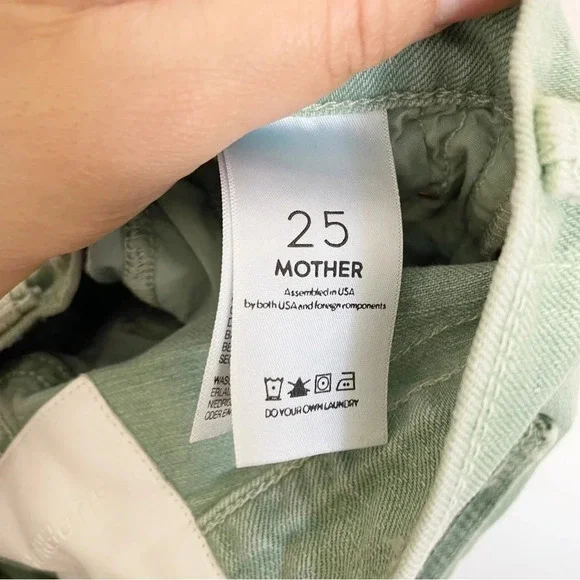 25
MOTHER
Assembled in USA
by both USA and foreign components
DO YOUR OWN LAUNDRY